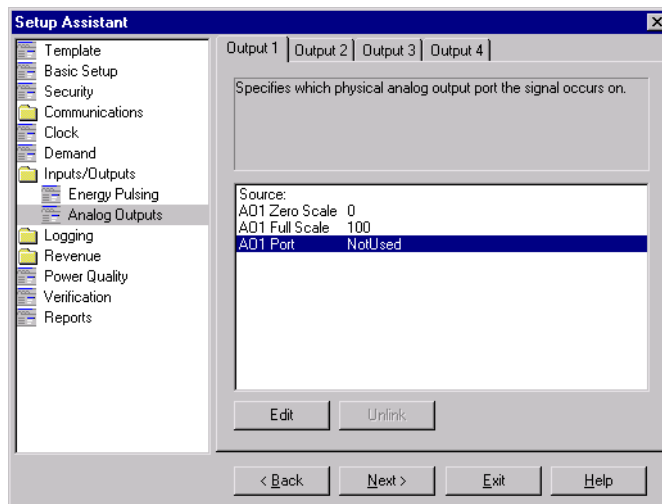 Setup Assistant
Template
Basic Setup
Security
Communications
Clock
Demand
Inputs/Outputs
Energy Pulsing
Analog Outputs
Logging
Revenue
Power Quality
Verification
Reports
Output 1 Output 2 Output 3 Output 4
Specifies which physical analog output port the signal occurs on.
Source:
AO1 Zero Scale 0
AO1 Full Scale 100
AO1 Port NotUsed
Edit Unlink
< Back Next > Exit Help